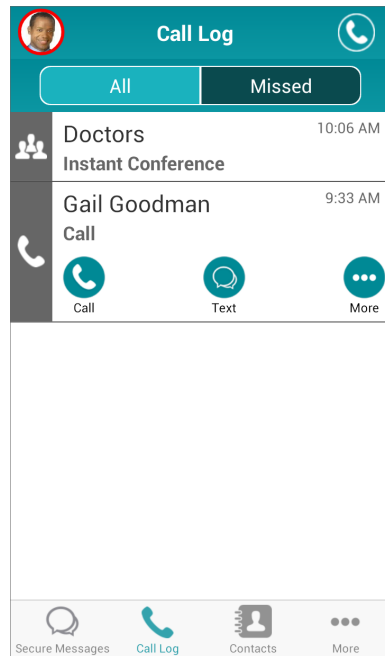 Call Log
All Missed
Doctors 10:06 AM
Instant Conference
Gail Goodman 9:33 AM
Call
Call Text More
Secure Messages Call Log Contacts More